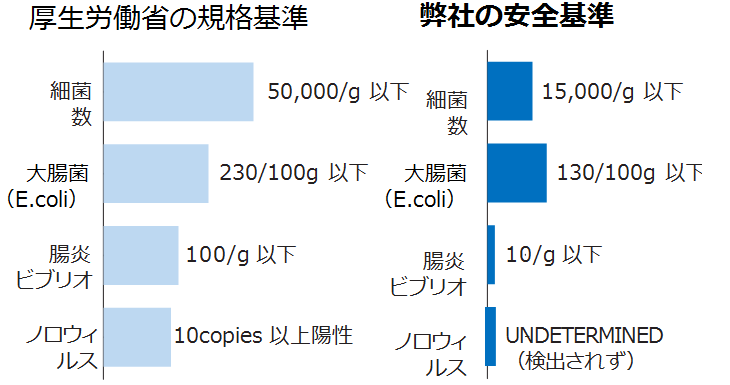 厚生労働省の規格基準
細菌
数
50,000/g 以下
大腸菌
（E.coli）
230/100g 以下
腸炎
ビブリオ
100/g 以下
ノロウィ
ルス
10copies 以上陽性
弊社の安全基準
細菌
数
15,000/g 以下
大腸菌
（E.coli）
130/100g 以下
腸炎
ビブリオ
10/g 以下
ノロウィ
ルス
UNDETERMINED
（検出されず）